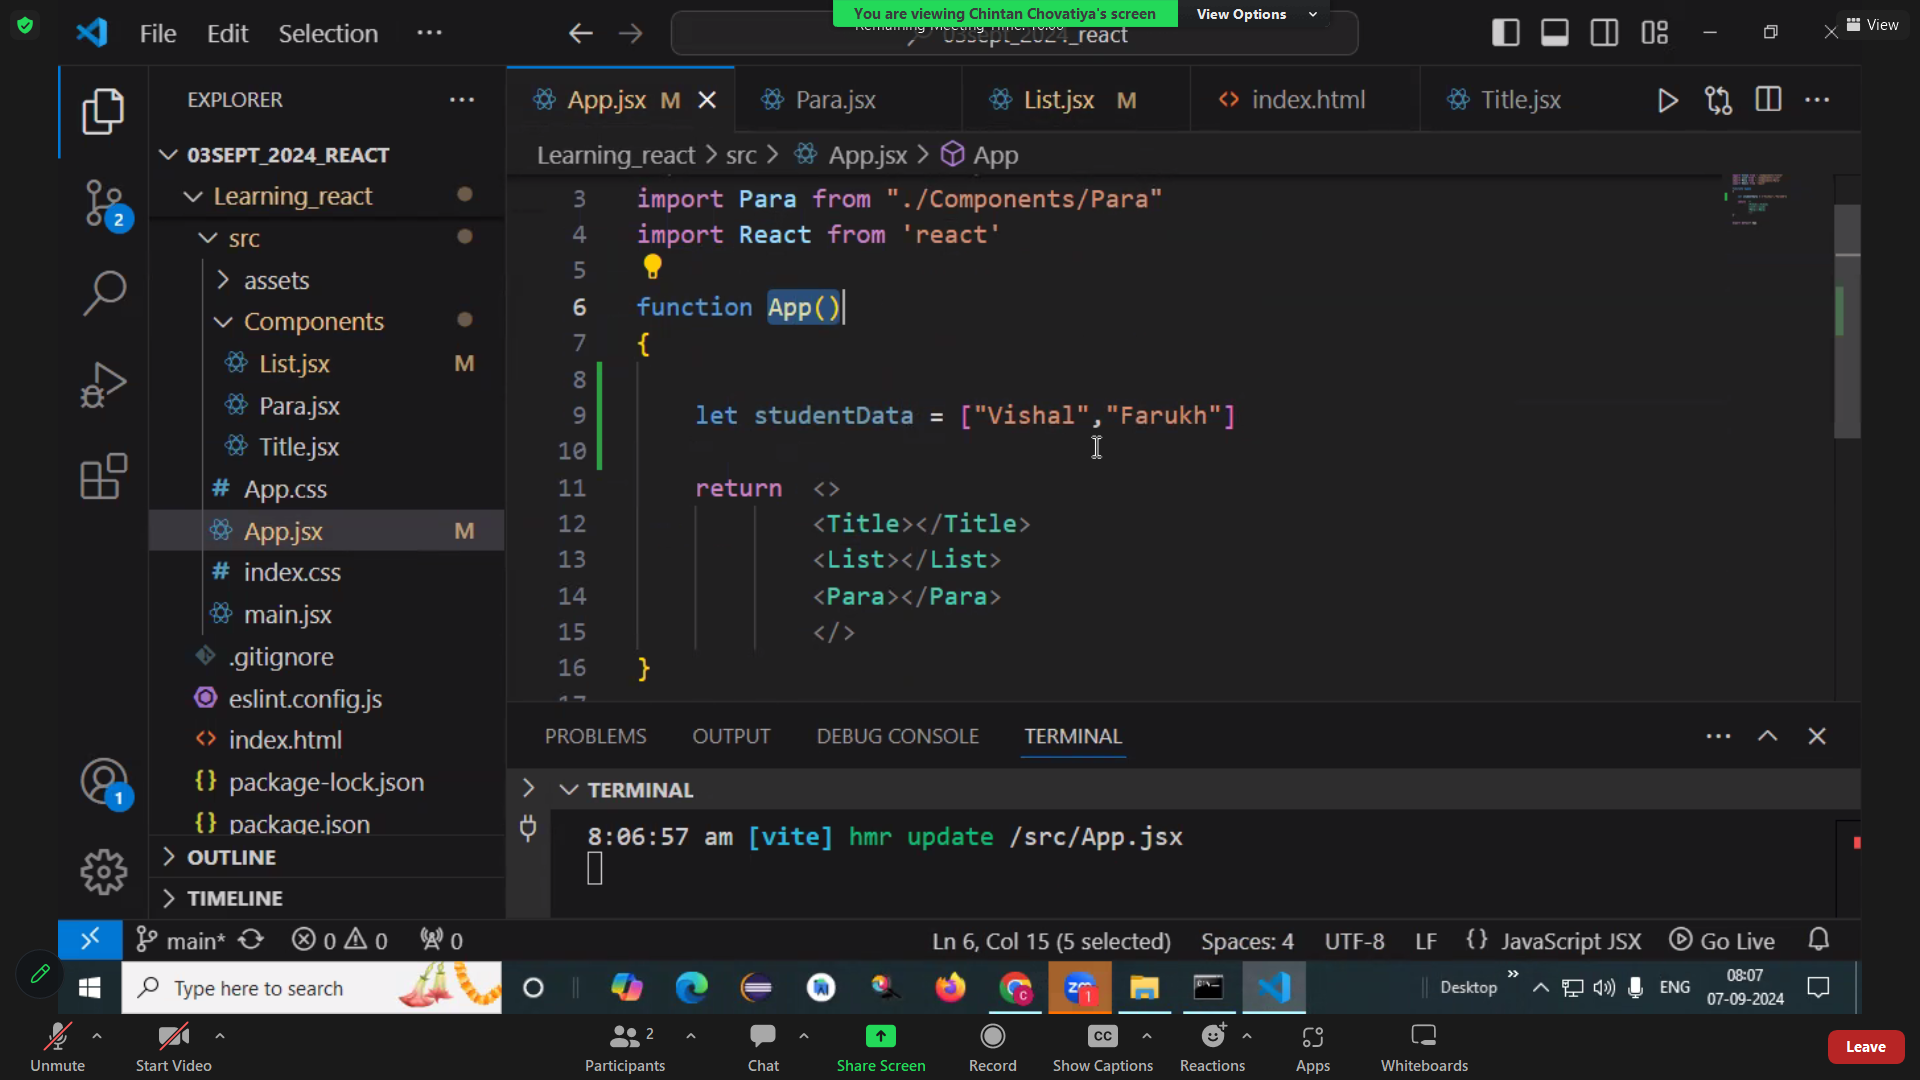 You are viewing Chintan Chovatiya's screen
View Options
View
File
Edit
Selection
03sept_2024_react
EXPLORER
03SEPT_2024_REACT
Learning_react
src
assets
Components
List.jsx M
Para.jsx
Title.jsx
App.css
App.jsx M
index.css
main.jsx
.gitignore
eslint.config.js
index.html
package-lock.json
package.json
OUTLINE
TIMELINE
2
1
App.jsx M
Para.jsx
List.jsx M
index.html
Title.jsx
Learning_react > src > App.jsx > App
3 import Para from "./Components/Para"
4 import React from 'react'
5
6 function App()
7 {
8
9 let studentData = ["Vishal","Farukh"]
10
11 return <>
12 <Title></Title>
13 <List></List>
14 <Para></Para>
15 </>
16 }
17
PROBLEMS OUTPUT DEBUG CONSOLE TERMINAL
TERMINAL
8:06:57 am [vite] hmr update /src/App.jsx
main* 0 0 0 Ln 6, Col 15 (5 selected) Spaces: 4 UTF-8 LF {} JavaScript JSX Go Live
Type here to search
zm 1
Desktop
ENG
08:07
07-09-2024
Unmute
Start Video
Participants 2
Chat
Share Screen
Record
CC
Show Captions
Reactions
Apps
Whiteboards
Leave